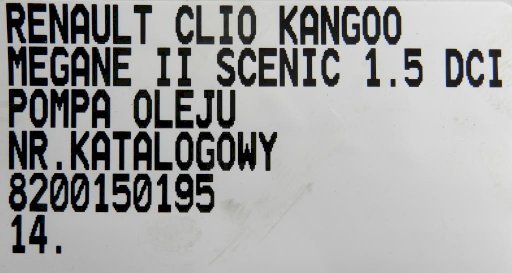 RENAULT CLIO KANGOO
MEGANE II SCENIC 1.5 DCI
POMPA OLEJU
NR.KATALOGOWY
8200150195
14.